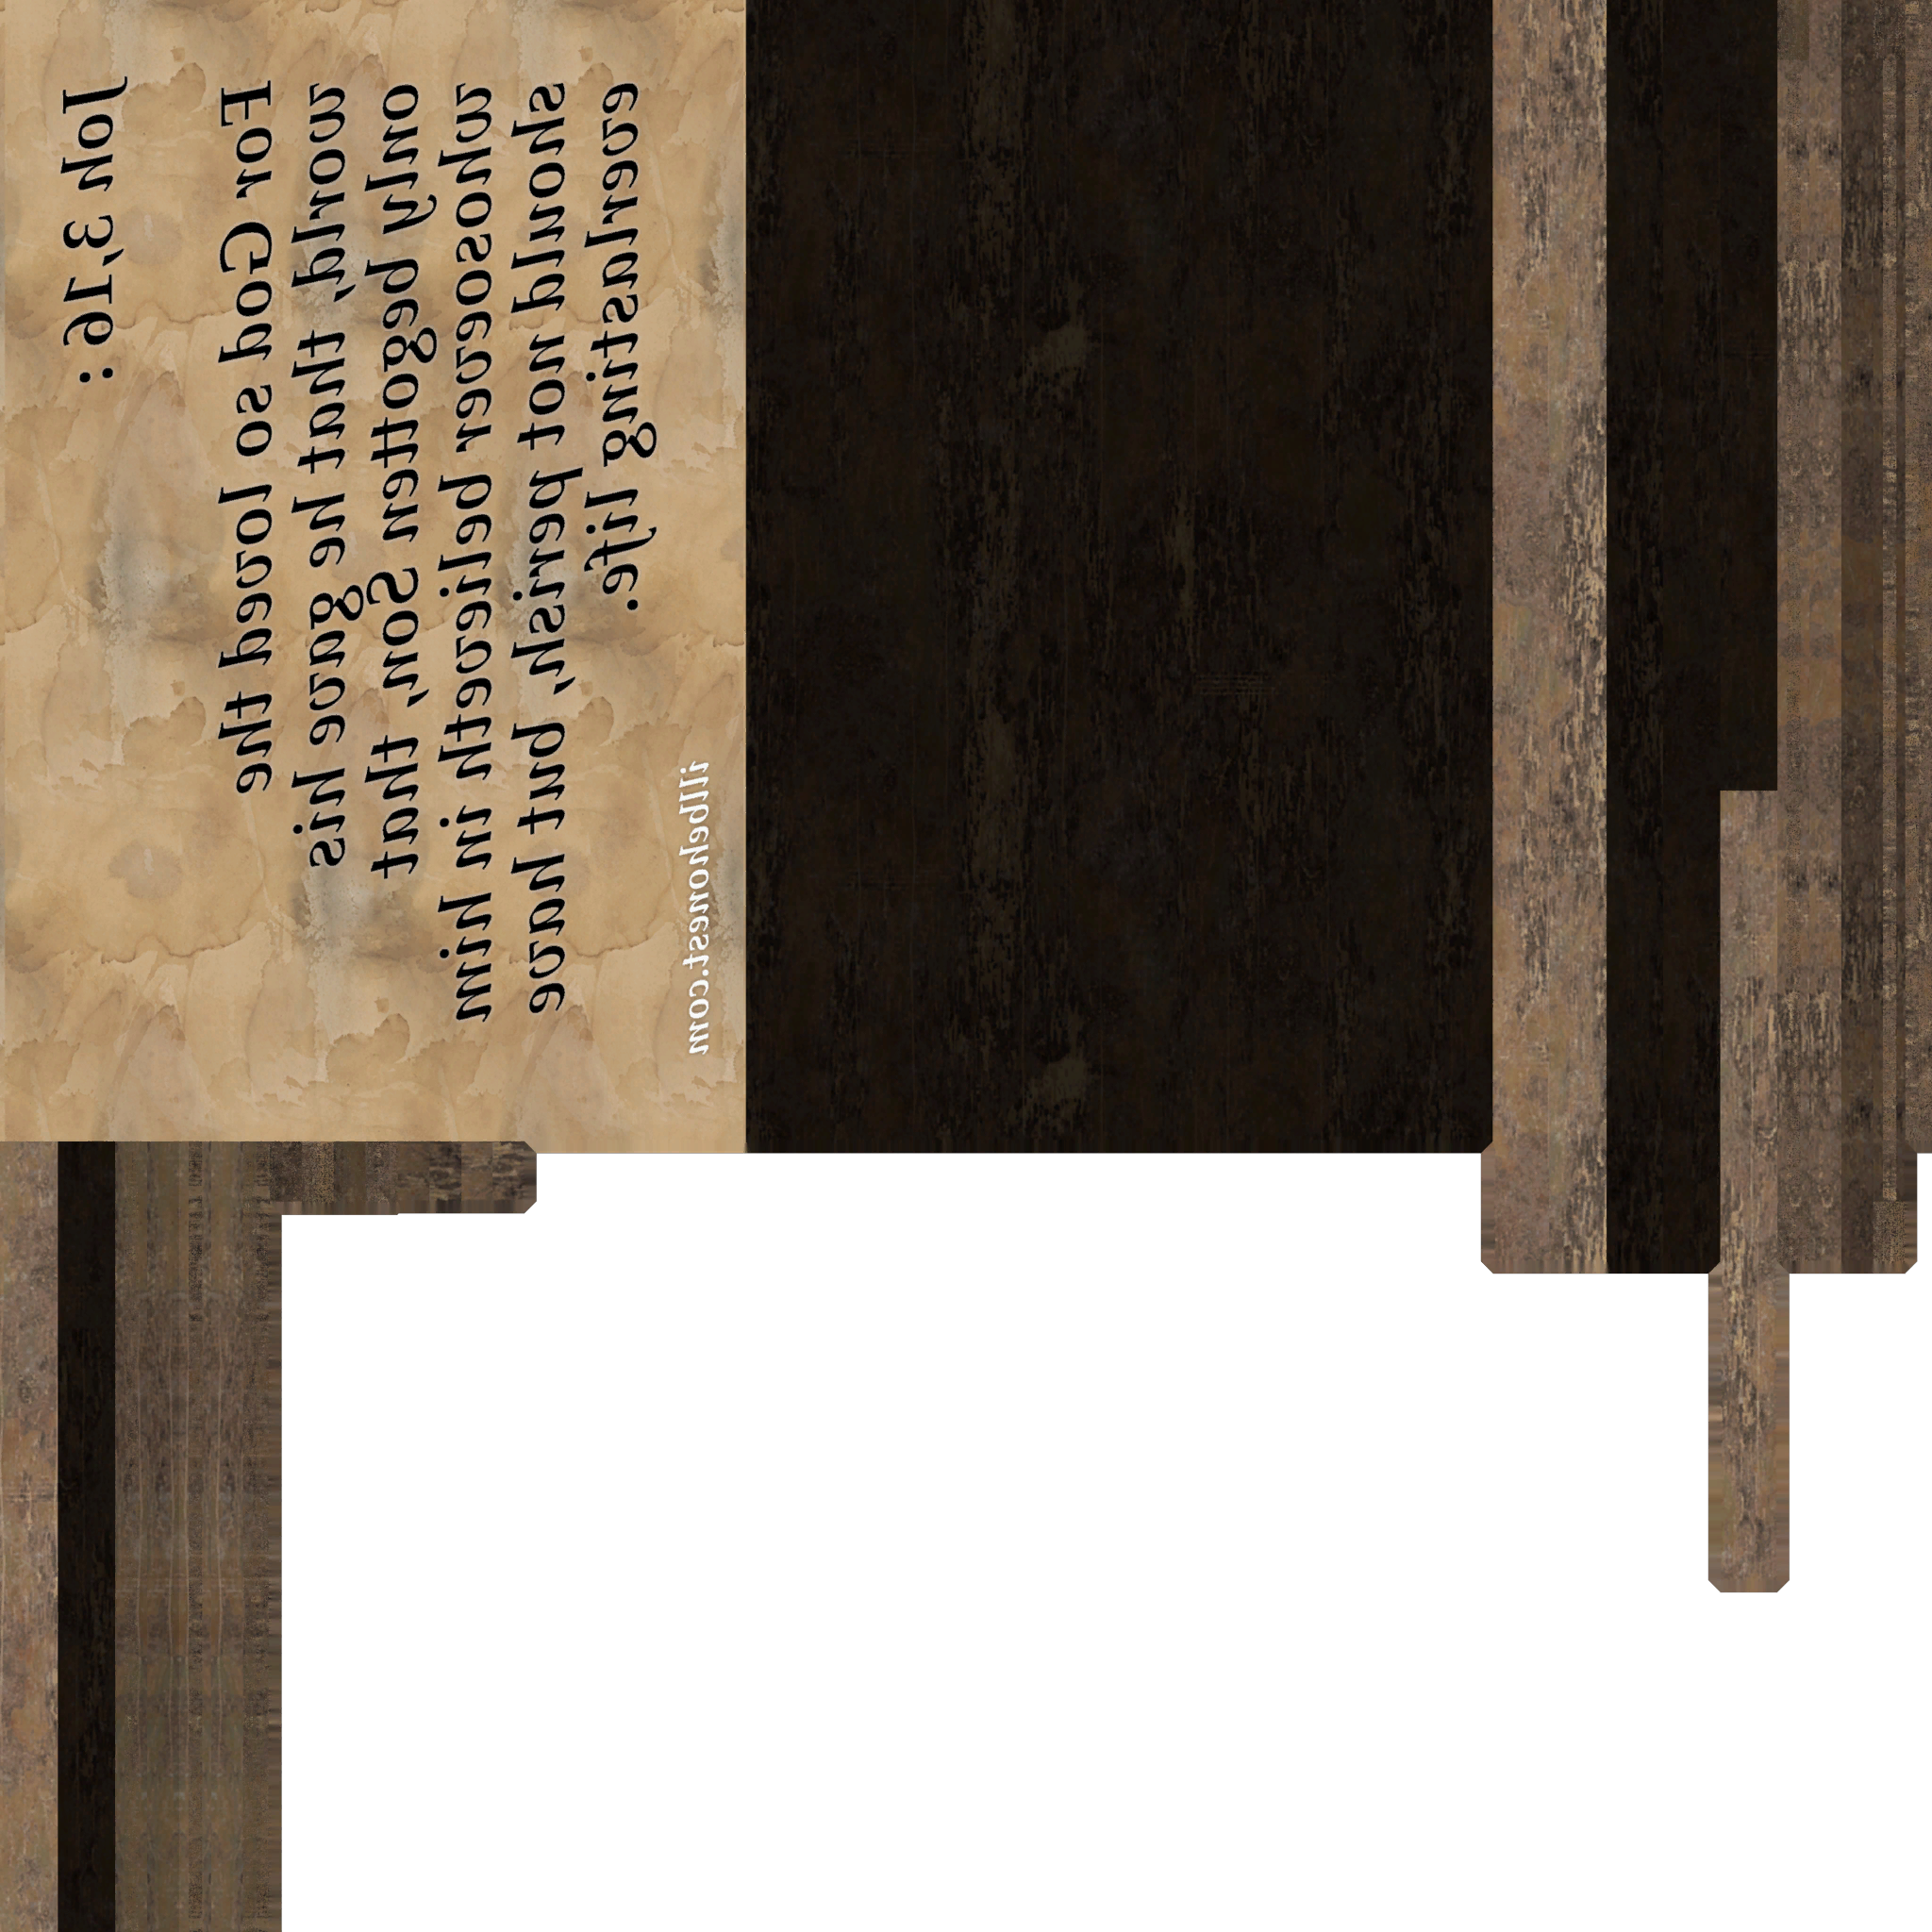 Joh 3,16 :
For God so loved the
world, that he gave his
only begotten Son, that
whosoever believeth in him
should not perish, but have
everlasting life.
illbehonest.com